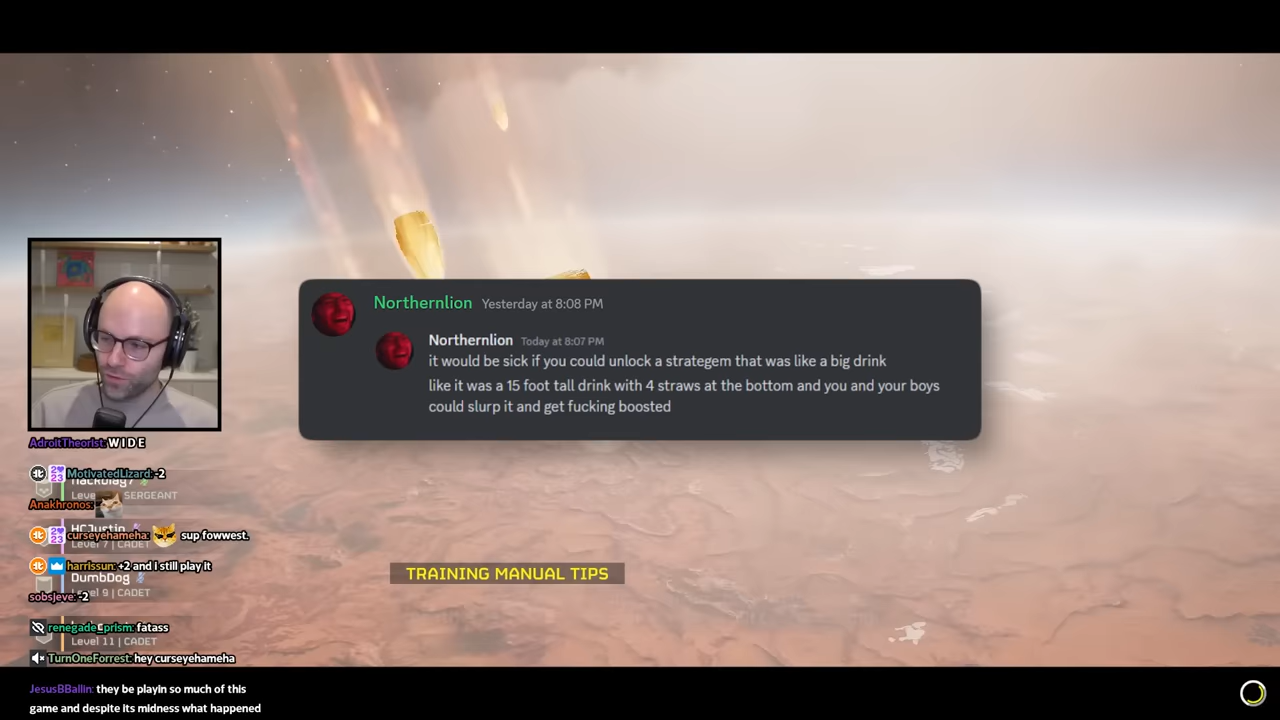 Northernlion Yesterday at 8:08 PM
Northernlion Today at 8:07 PM
it would be sick if you could unlock a strategem that was like a big drink
like it was a 15 foot tall drink with 4 straws at the bottom and you and your boys
could slurp it and get fucking boosted
AdroitTheorist: W I D E
MotivatedLizard: -2
SERGEANT
Anakhronos:
HCJustin
curseyehameha: sup fowwest.
Level 7 | CADET
harrissun: +2 and I still play it
DumbDog
Level 9 | CADET
sobsjeve: -2
renegade_prism: fatass
Level 11 | CADET
TurnOneForrest: hey curseyehameha
JesusBBallin: they be playin so much of this
game and despite its midness what happened
TRAINING MANUAL TIPS